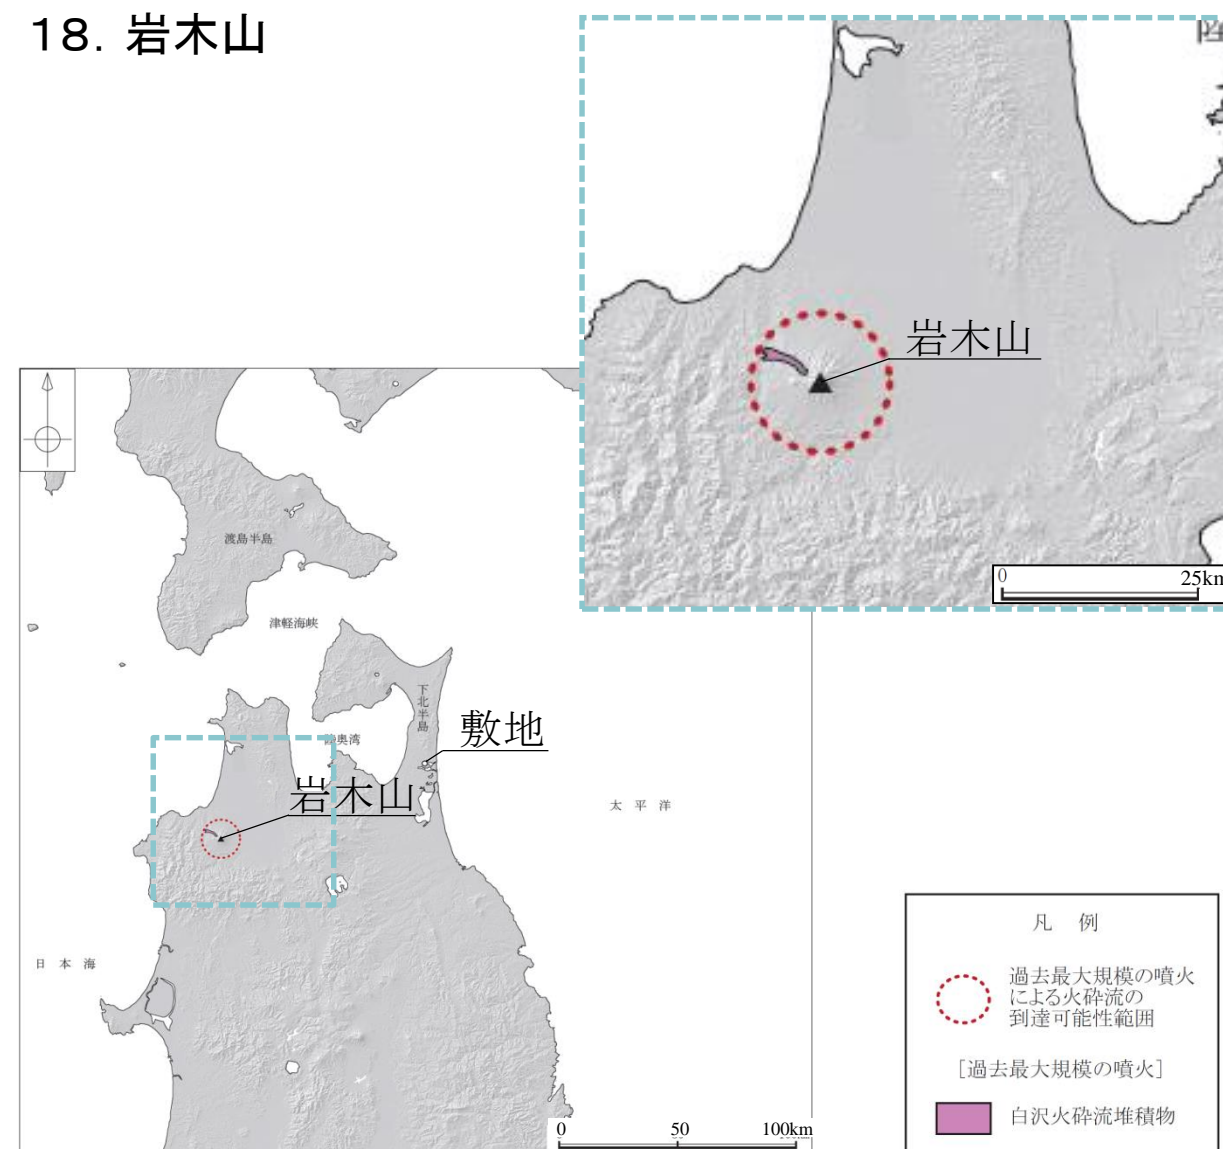 18. 岩木山
岩木山
0 25km
渡島半島
津軽海峡
下北半島
奥湾
敷地
岩木山
太平洋
日本海
0 50 100km
凡例
過去最大規模の噴火
による火砕流の
到達可能性範囲
[過去最大規模の噴火]
白沢火砕流堆積物